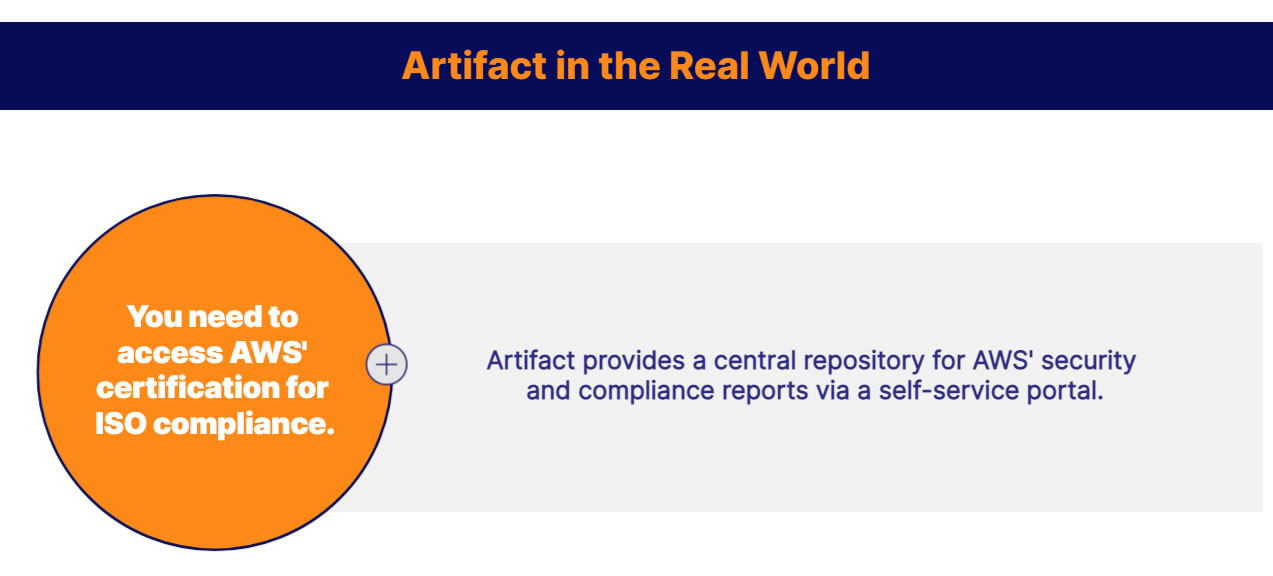 Artifact in the Real World
You need to
access AWS'
certification for
ISO compliance.
Artifact provides a central repository for AWS' security
and compliance reports via a self-service portal.